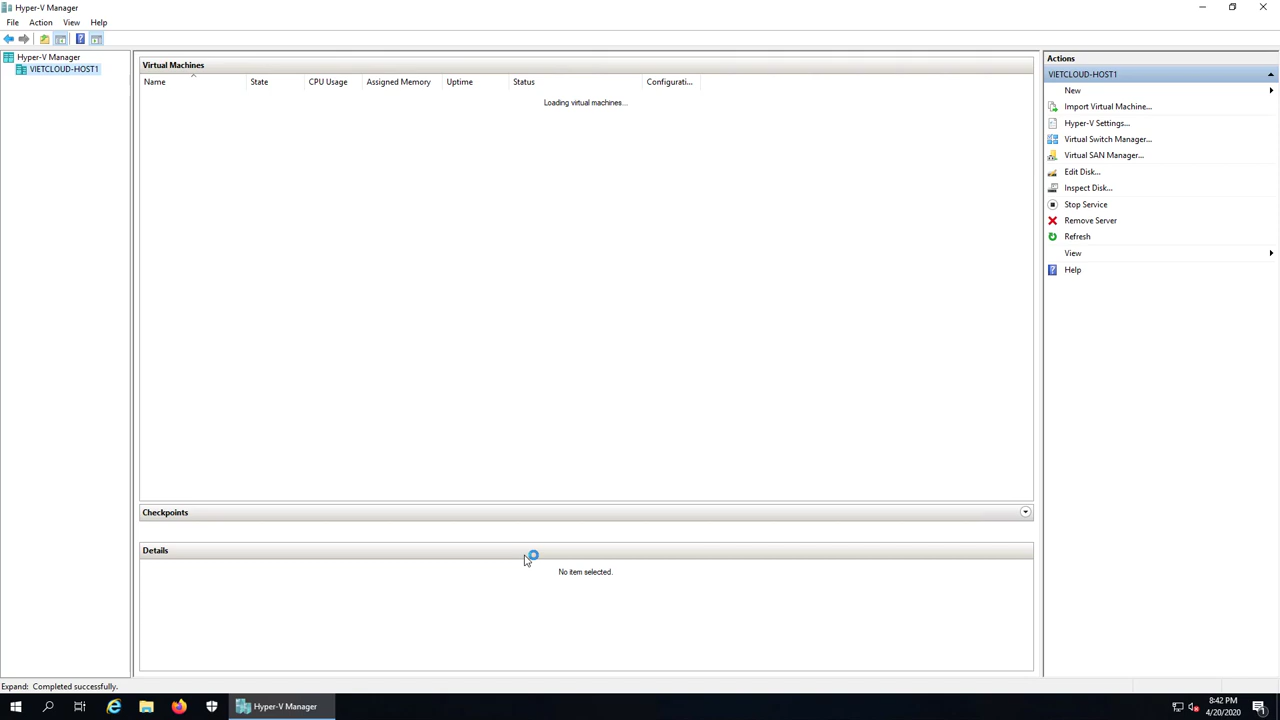 Hyper-V Manager
File Action View Help
Hyper-V Manager
VIETCLOUD-HOST1
Virtual Machines
Name State CPU Usage Assigned Memory Uptime Status Configurati...
Loading virtual machines...
Checkpoints
Details
No item selected.
Actions
VIETCLOUD-HOST1
New
Import Virtual Machine...
Hyper-V Settings...
Virtual Switch Manager...
Virtual SAN Manager...
Edit Disk...
Inspect Disk...
Stop Service
Remove Server
Refresh
View
Help
Expand: Completed successfully.
Hyper-V Manager
8:42 PM
4/20/2020
1